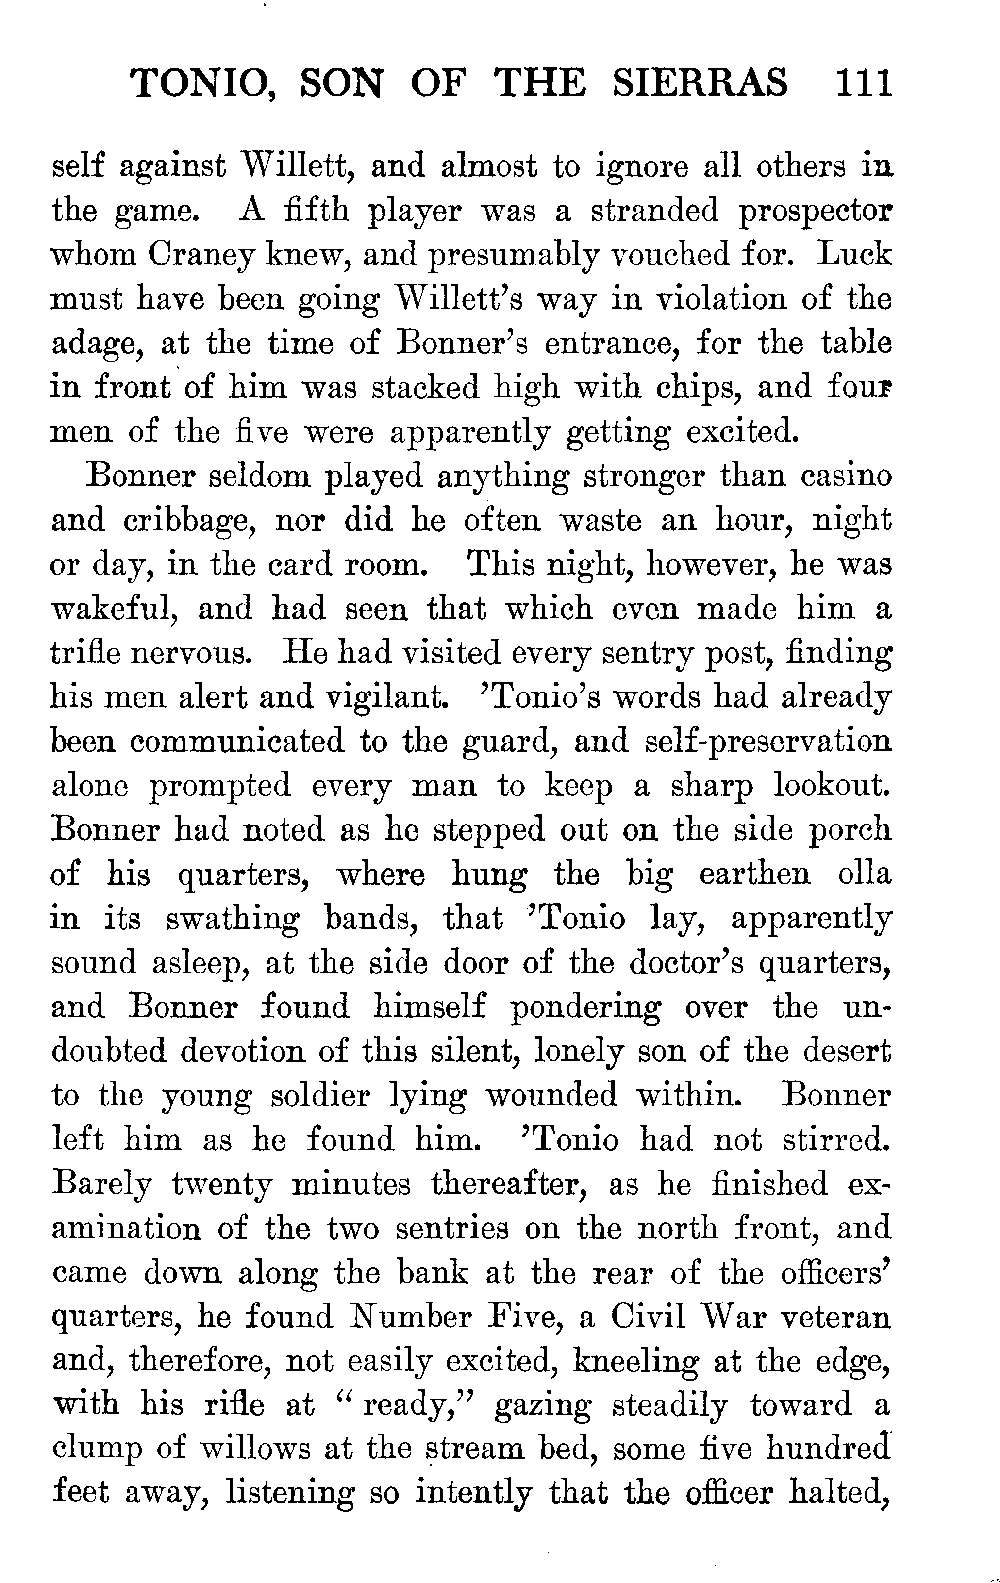 TONIO, SON OF THE SIERRAS 111
self against Willett, and almost to ignore all others in
the game. A fifth player was a stranded prospector
whom Craney knew, and presumably vouched for. Luck
must have been going Willett's way in violation of the
adage, at the time of Bonner's entrance, for the table
in front of him was stacked high with chips, and four
men of the five were apparently getting excited.
Bonner seldom played anything stronger than casino
and cribbage, nor did he often waste an hour, night
or day, in the card room. This night, however, he was
wakeful, and had seen that which even made him a
trifle nervous. He had visited every sentry post, finding
his men alert and vigilant. 'Tonio's words had already
been communicated to the guard, and self-preservation
alone prompted every man to keep a sharp lookout.
Bonner had noted as he stepped out on the side porch
of his quarters, where hung the big earthen olla
in its swathing bands, that 'Tonio lay, apparently
sound asleep, at the side door of the doctor's quarters,
and Bonner found himself pondering over the un-
doubted devotion of this silent, lonely son of the desert
to the young soldier lying wounded within. Bonner
left him as he found him. 'Tonio had not stirred.
Barely twenty minutes thereafter, as he finished ex-
amination of the two sentries on the north front, and
came down along the bank at the rear of the officers'
quarters, he found Number Five, a Civil War veteran
and, therefore, not easily excited, kneeling at the edge,
with his rifle at " ready," gazing steadily toward a
clump of willows at the stream bed, some five hundred
feet away, listening so intently that the officer halted,